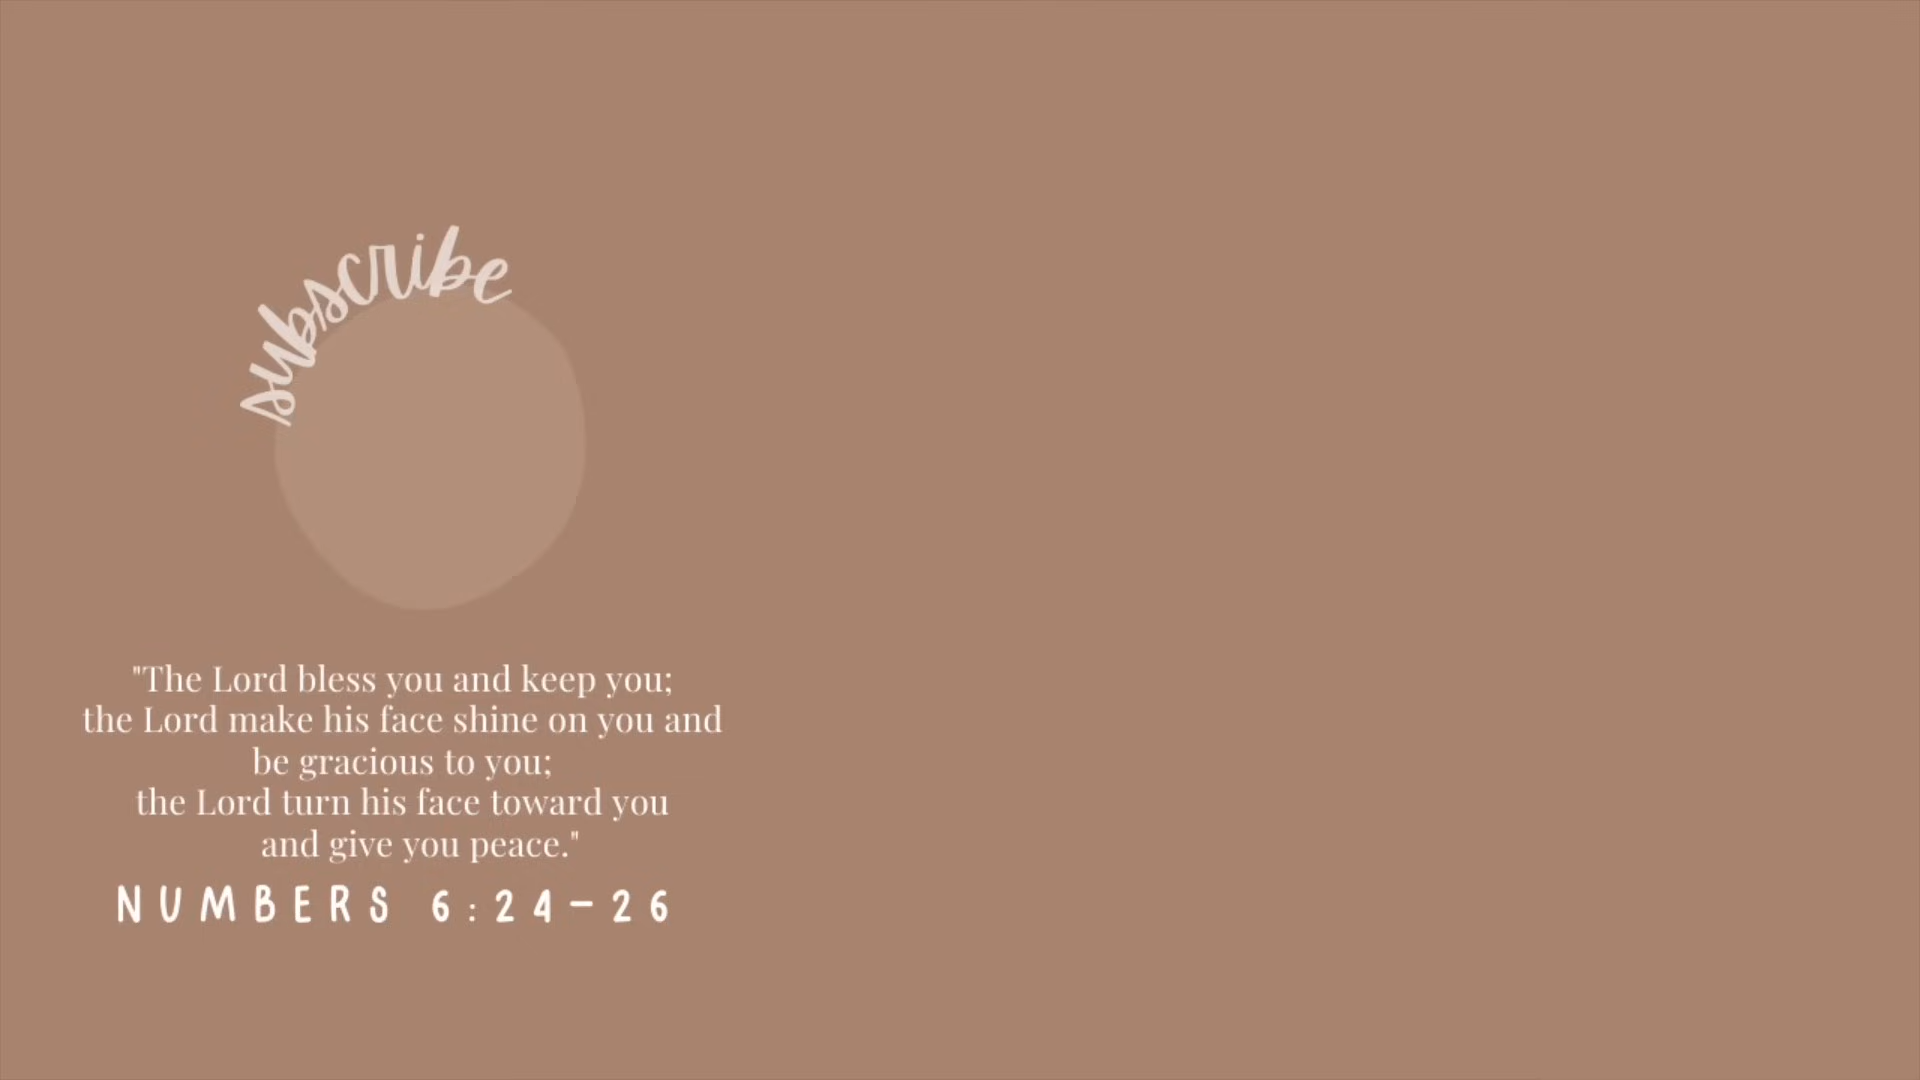 subscribe
"The Lord bless you and keep you;
the Lord make his face shine on you and
be gracious to you;
the Lord turn his face toward you
and give you peace."
NUMBERS 6:24-26